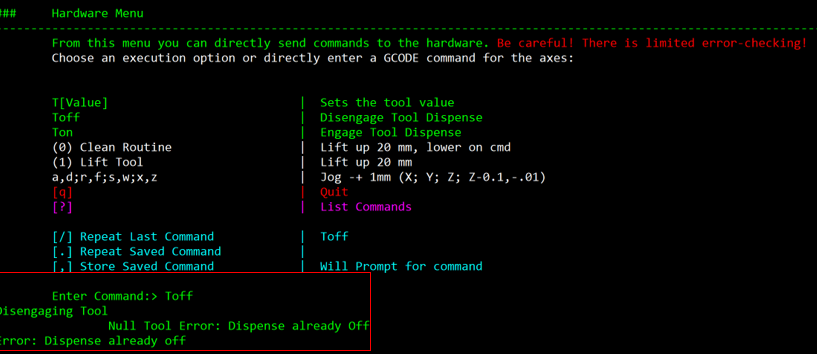 ###     Hardware Menu
From this menu you can directly send commands to the hardware. Be careful! There is limited error-checking!
Choose an execution option or directly enter a GCODE command for the axes:
T[Value] | Sets the tool value
Toff | Disengage Tool Dispense
Ton | Engage Tool Dispense
(0) Clean Routine | Lift up 20 mm, lower on cmd
(1) Lift Tool | Lift up 20 mm
a,d;r,f;s,w;x,z | Jog -+ 1mm (X; Y; Z; Z-0.1,-.01)
[q] | Quit
[?] | List Commands
[/] Repeat Last Command | Toff
[.] Repeat Saved Command |
[,] Store Saved Command | Will Prompt for command
Enter Command:> Toff
Disengaging Tool
Null Tool Error: Dispense already Off
Error: Dispense already off